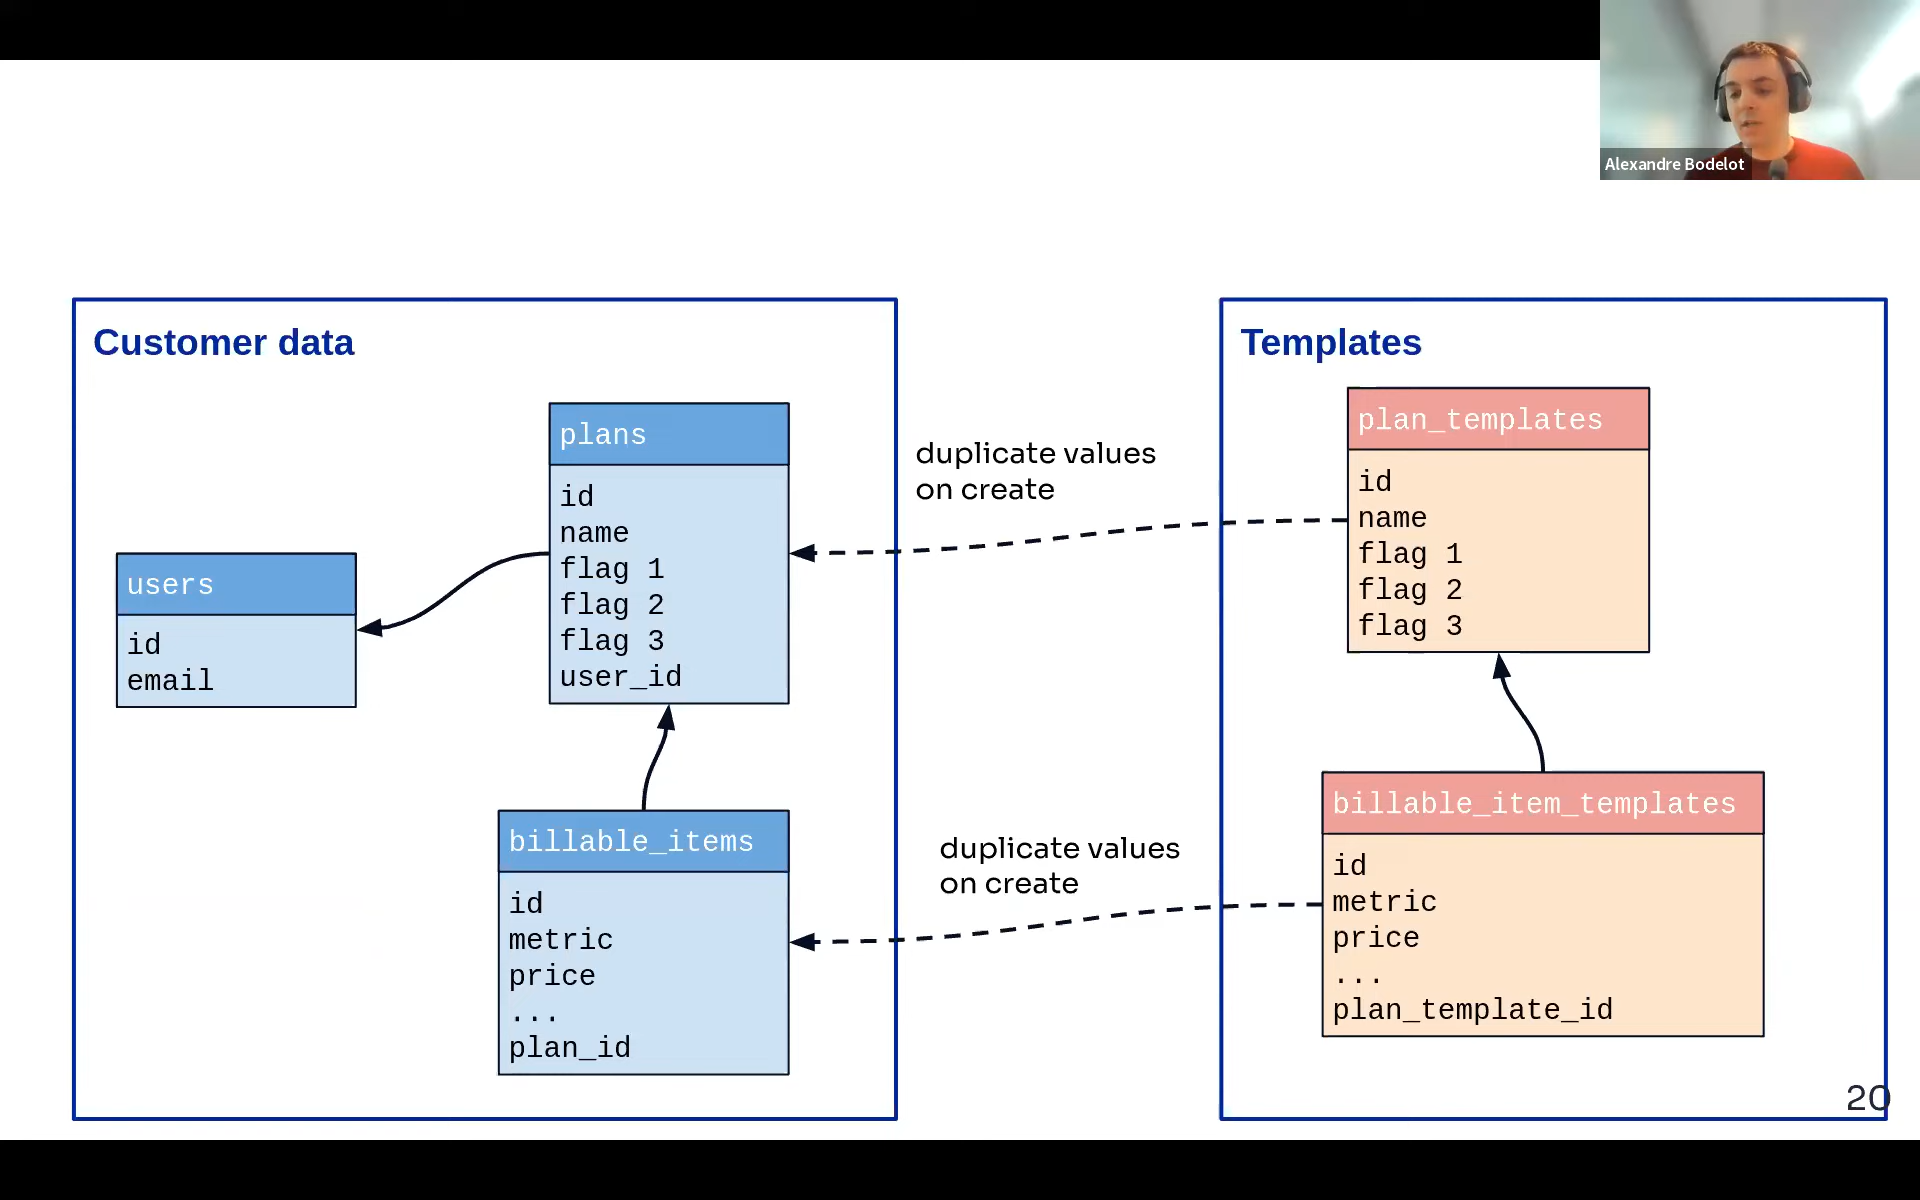 Alexandre Bodelot
Customer data
users
id
email
plans
id
name
flag 1
flag 2
flag 3
user_id
billable_items
id
metric
price
...
plan_id
duplicate values
on create
duplicate values
on create
Templates
plan_templates
id
name
flag 1
flag 2
flag 3
billable_item_templates
id
metric
price
...
plan_template_id
20